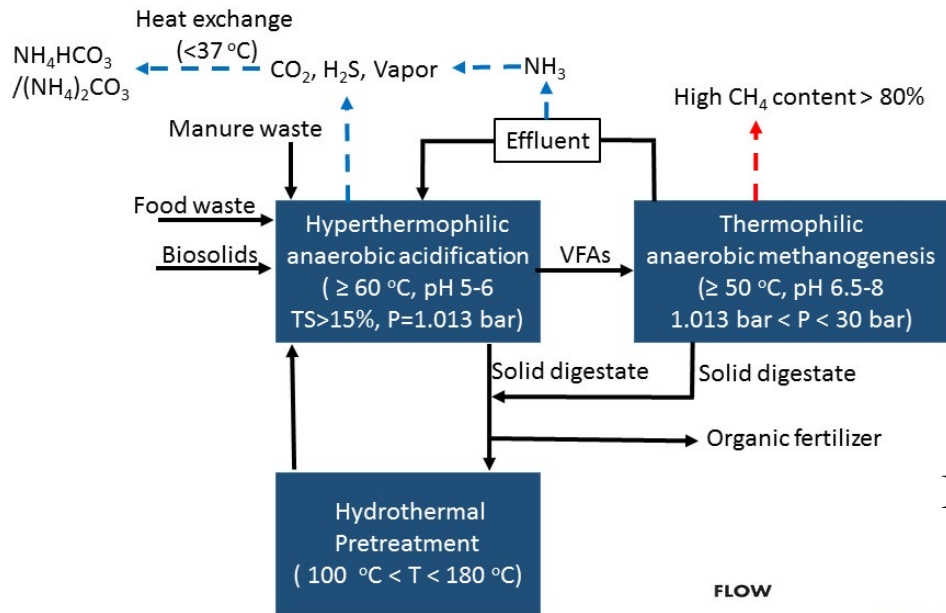 Heat exchange
(<37 °C)
NH₄HCO₃
/(NH₄)₂CO₃
CO₂, H₂S, Vapor
NH₃
High CH₄ content > 80%
Manure waste
Effluent
Food waste
Biosolids
Hyperthermophilic
anaerobic acidification
( ≥ 60 °C, pH 5-6
TS>15%, P=1.013 bar)
VFAs
Thermophilic
anaerobic methanogenesis
(≥ 50 °C, pH 6.5-8
1.013 bar < P < 30 bar)
Solid digestate
Solid digestate
Organic fertilizer
Hydrothermal
Pretreatment
( 100 °C < T < 180 °C)
FLOW